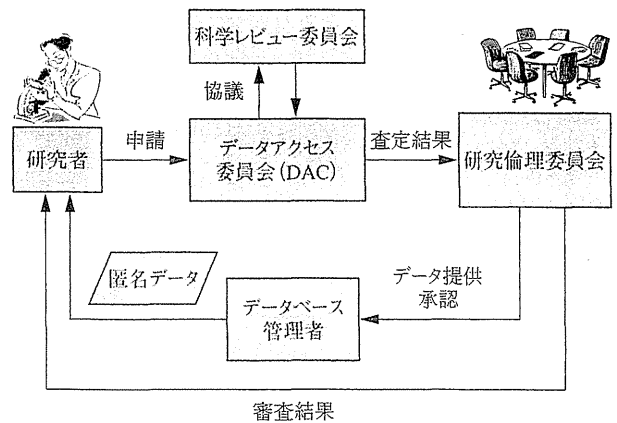 科学レビュー委員会
協議
研究者
申請
データアクセス
委員会(DAC)
査定結果
研究倫理委員会
匿名データ
データベース
管理者
データ提供
承認
審査結果